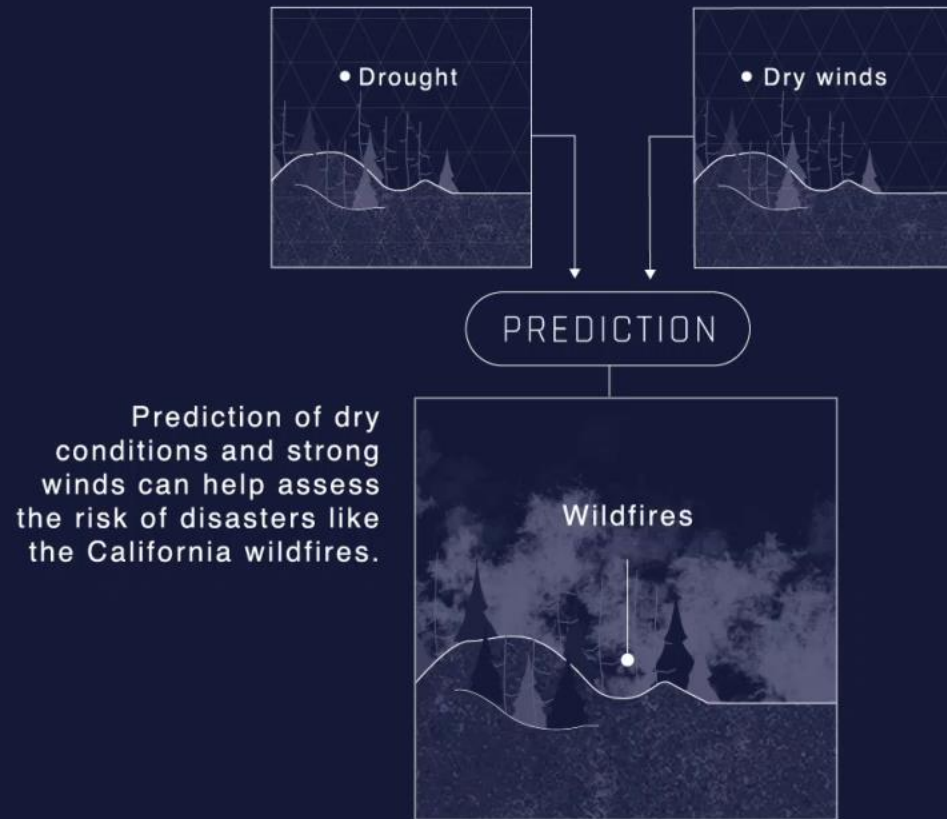 Drought
Dry winds
PREDICTION
Prediction of dry
conditions and strong
winds can help assess
the risk of disasters like
the California wildfires.
Wildfires